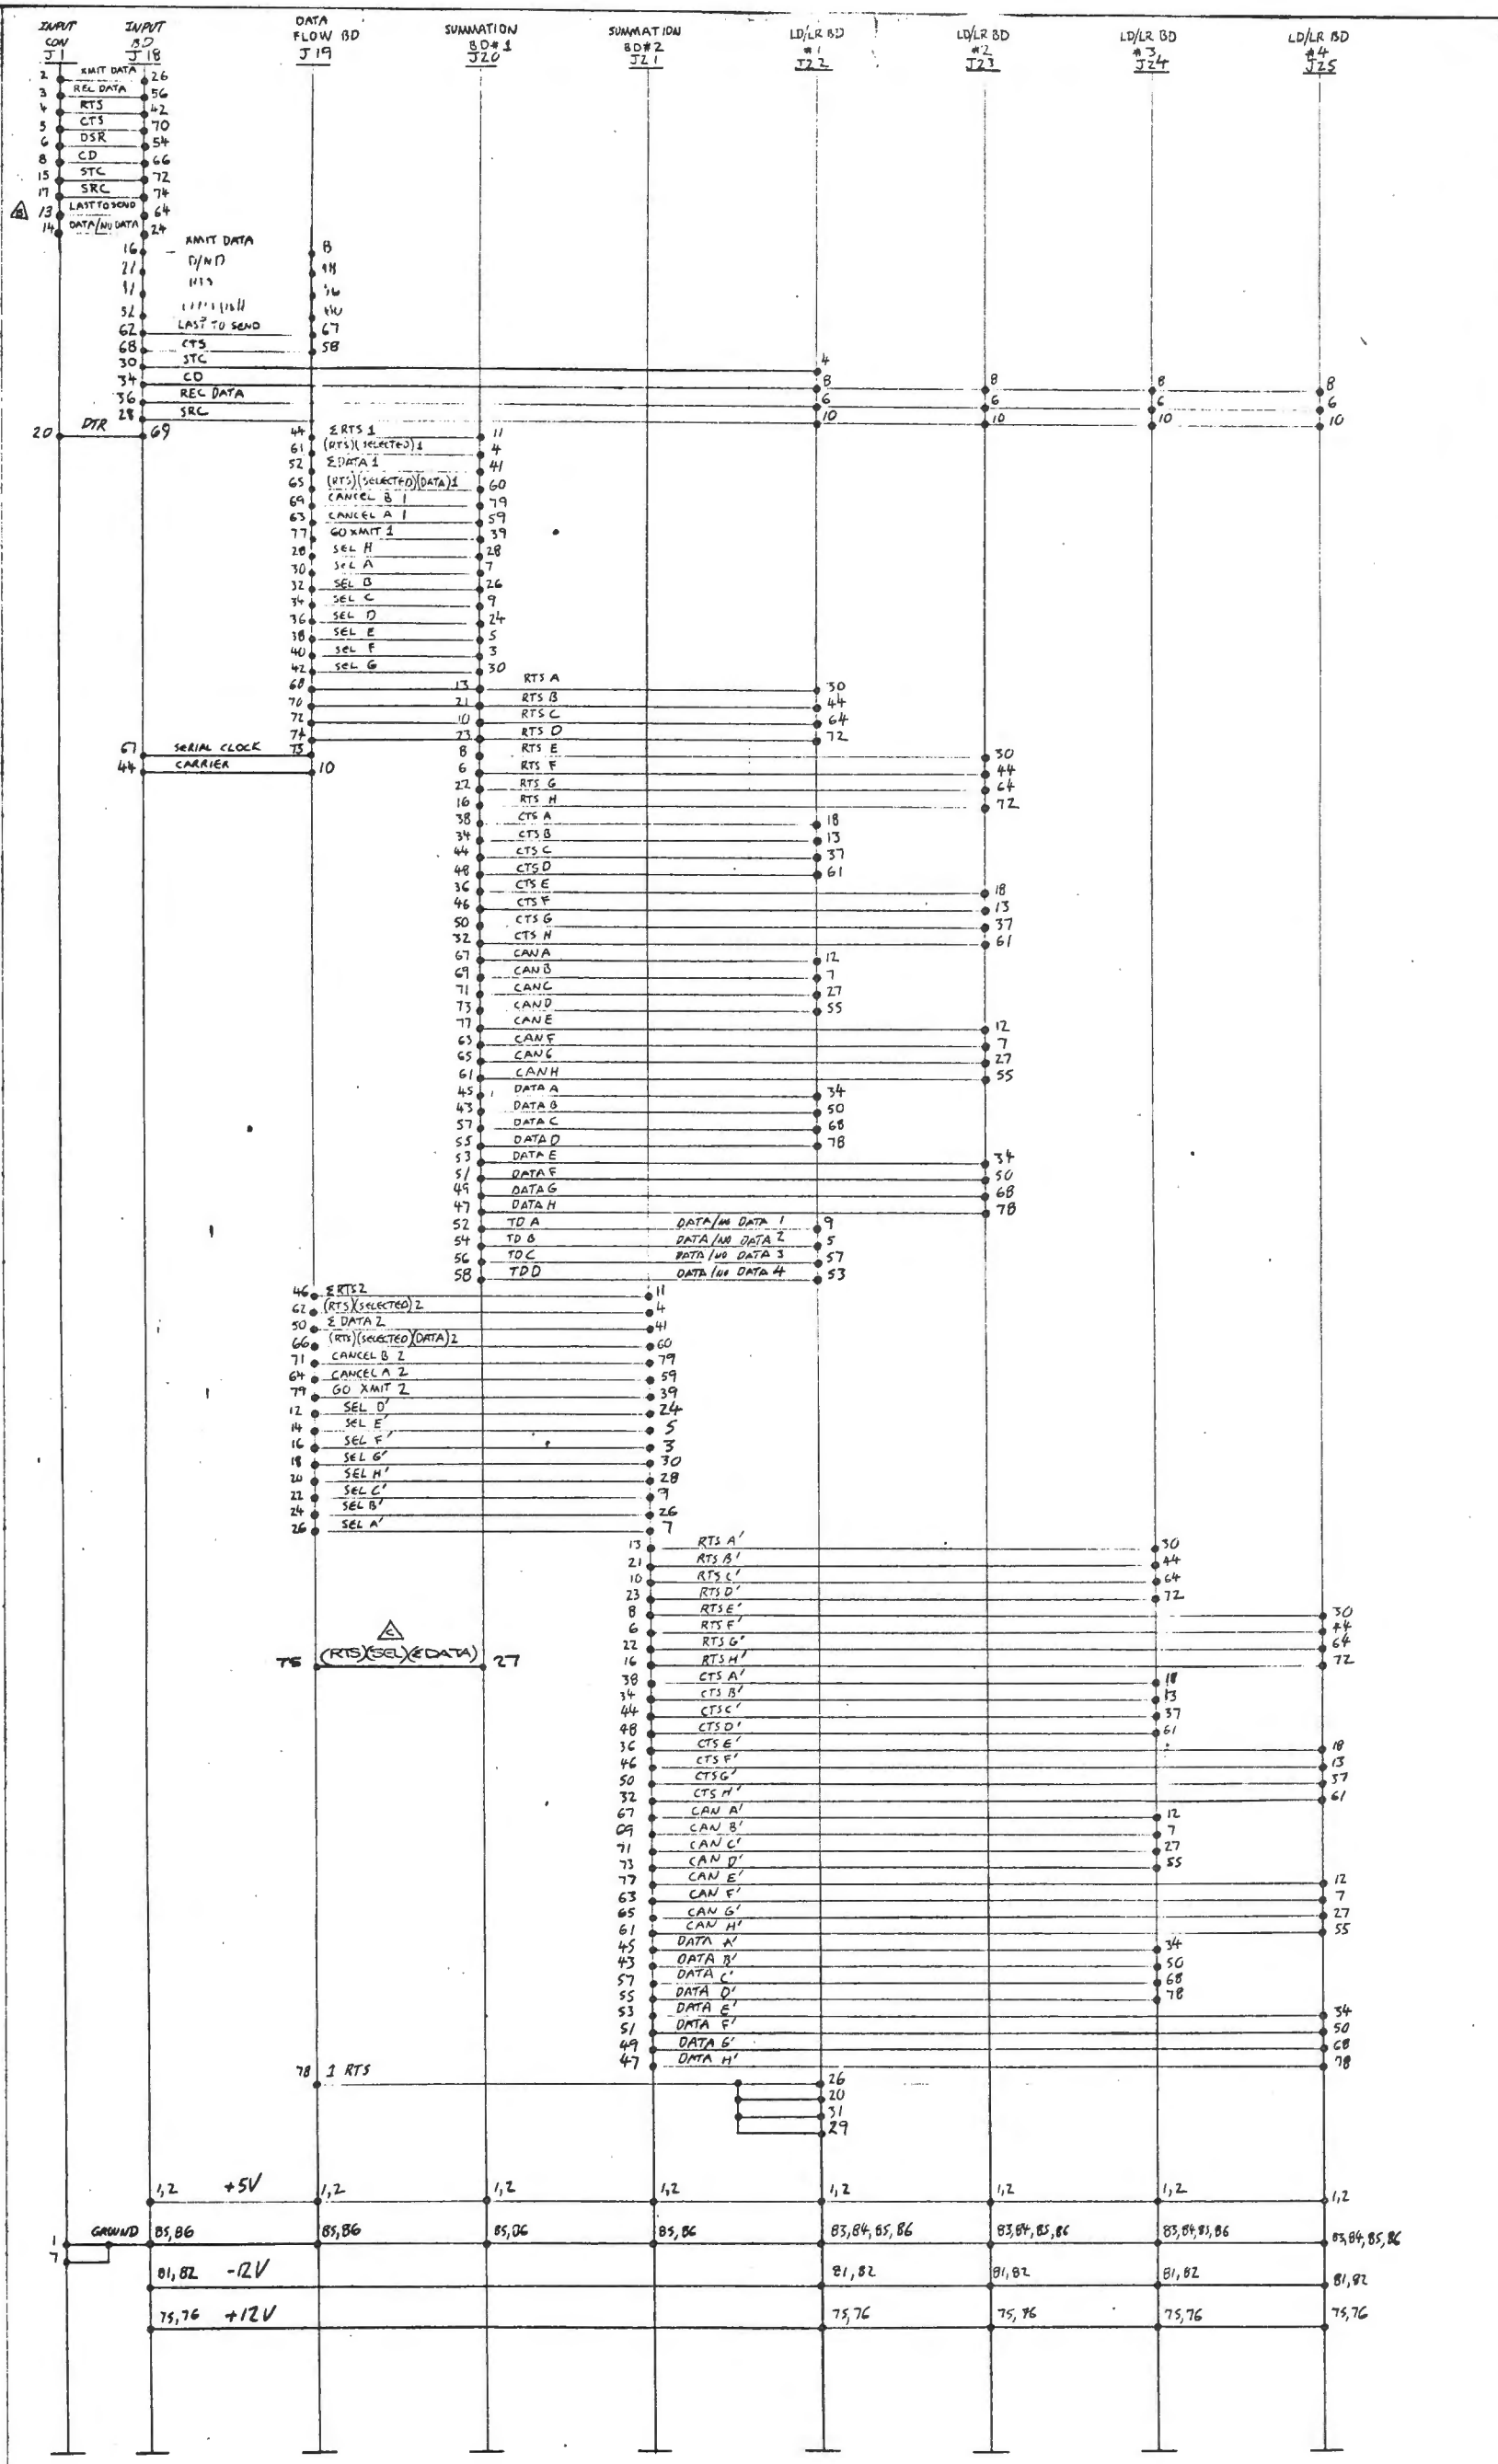 INPUT CON J1
INPUT BD J18
DATA FLOW BD J19
SUMMATION BD#1 J20
SUMMATION BD#2 J21
LD/LR BD #1 J22
LD/LR BD #2 J23
LD/LR BD #3 J24
LD/LR BD #4 J25
2 XMIT DATA 26
3 REC DATA 56
4 RTS 42
5 CTS 70
6 DSR 54
8 CD 66
15 STC 72
17 SRC 74
13 LAST TO SEND 64
14 DATA/NO DATA 24
16 XMIT DATA 8
D/ND
62 LAST TO SEND 67
68 CTS 58
30 STC 4
34 CD 8 8 8 8
36 REC DATA 6 6 6 6
28 SRC 10 10 10 10
20 DTR 69
44 ΣRTS 1 11
61 (RTS)(SELECTED)1 4
52 ΣDATA 1 41
65 (RTS)(SELECTED)(DATA)1 60
69 CANCEL B 1 79
63 CANCEL A 1 59
77 GO XMIT 1 39
28 SEL H 28
30 SEL A 7
32 SEL B 26
34 SEL C 9
36 SEL D 24
38 SEL E 5
40 SEL F 3
42 SEL G 30
68 13 RTS A 30
70 21 RTS B 44
72 10 RTS C 64
74 23 RTS D 72
67 SERIAL CLOCK 73
44 CARRIER 10
8 RTS E 30
6 RTS F 44
22 RTS G 64
16 RTS H 72
38 CTS A 18
34 CTS B 13
44 CTS C 37
48 CTS D 61
36 CTS E 18
46 CTS F 13
50 CTS G 37
32 CTS H 61
67 CAN A 12
69 CAN B 7
71 CAN C 27
73 CAN D 55
77 CAN E 12
63 CAN F 7
65 CAN G 27
61 CAN H 55
45 DATA A 34
43 DATA B 50
57 DATA C 68
55 DATA D 78
53 DATA E 34
51 DATA F 50
49 DATA G 68
47 DATA H 78
52 TD A DATA/NO DATA 1 9
54 TD B DATA/NO DATA 2 5
56 TD C DATA/NO DATA 3 57
58 TD D DATA/NO DATA 4 53
46 ΣRTS2 11
62 (RTS)(SELECTED)2 4
50 Σ DATA 2 41
66 (RTS)(SELECTED)(DATA)2 60
71 CANCEL B 2 79
64 CANCEL A 2 59
79 GO XMIT 2 39
12 SEL D' 24
14 SEL E' 5
16 SEL F' 3
18 SEL G' 30
20 SEL H' 28
22 SEL C' 9
24 SEL B' 26
26 SEL A' 7
13 RTS A' 30
21 RTS B' 44
10 RTS C' 64
23 RTS D' 72
8 RTS E' 30
6 RTS F' 44
22 RTS G' 64
16 RTS H' 72
C
75 (RTS)(SEL)(ΣDATA) 27
38 CTS A' 18
34 CTS B' 13
44 CTS C' 37
48 CTS D' 61
36 CTS E' 18
46 CTS F' 13
50 CTS G' 37
32 CTS H' 61
67 CAN A' 12
69 CAN B' 7
71 CAN C' 27
73 CAN D' 55
77 CAN E' 12
63 CAN F' 7
65 CAN G' 27
61 CAN H' 55
45 DATA A' 34
43 DATA B' 50
57 DATA C' 68
55 DATA D' 78
53 DATA E' 34
51 DATA F' 50
49 DATA G' 68
47 DATA H' 78
78 1 RTS 26
20
31
29
1,2 +5V 1,2 1,2 1,2 1,2 1,2 1,2 1,2
1 GROUND 85,86 85,86 85,86 85,86 83,84,85,86 83,84,85,86 83,84,85,86 83,84,85,86
7
81,82 -12V 81,82 81,82 81,82 81,82
75,76 +12V 75,76 75,76 75,76 75,76